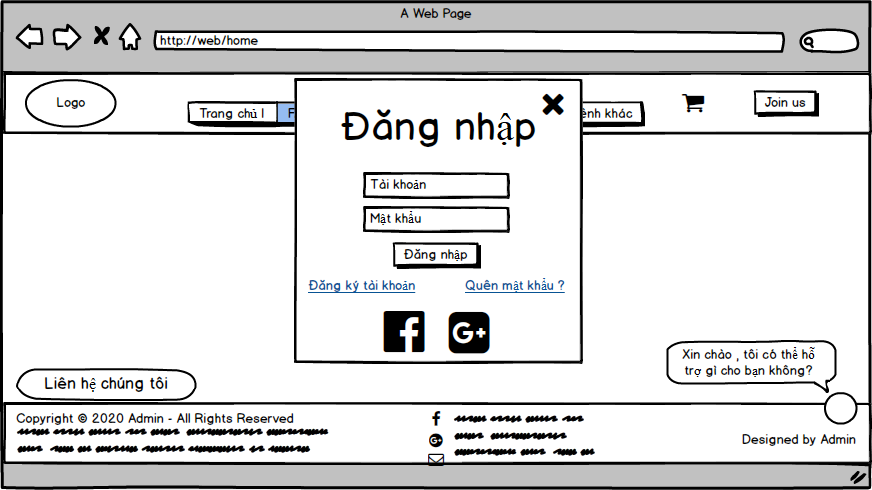 A Web Page
http://web/home
Logo
Trang chủ |
ênh khác
Join us
Đăng nhập
Tài khoản
Mật khẩu
Đăng nhập
Đăng ký tài khoản
Quên mật khẩu ?
G+
Xin chào , tôi có thể hỗ
trợ gì cho bạn không?
Liên hệ chúng tôi
Copyright © 2020 Admin - All Rights Reserved
G+
Designed by Admin